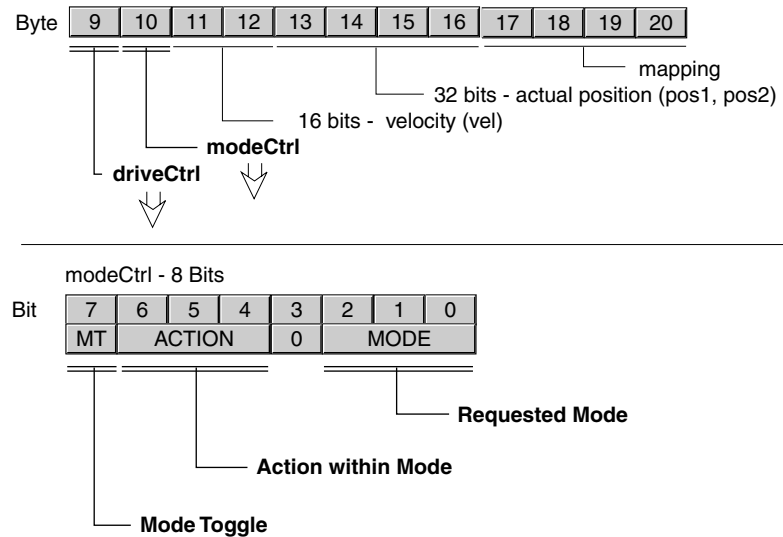 Byte 9 10 11 12 13 14 15 16 17 18 19 20
mapping
32 bits - actual position (pos1, pos2)
16 bits - velocity (vel)
modeCtrl
driveCtrl
modeCtrl - 8 Bits
Bit 7 6 5 4 3 2 1 0
MT ACTION 0 MODE
Requested Mode
Action within Mode
Mode Toggle